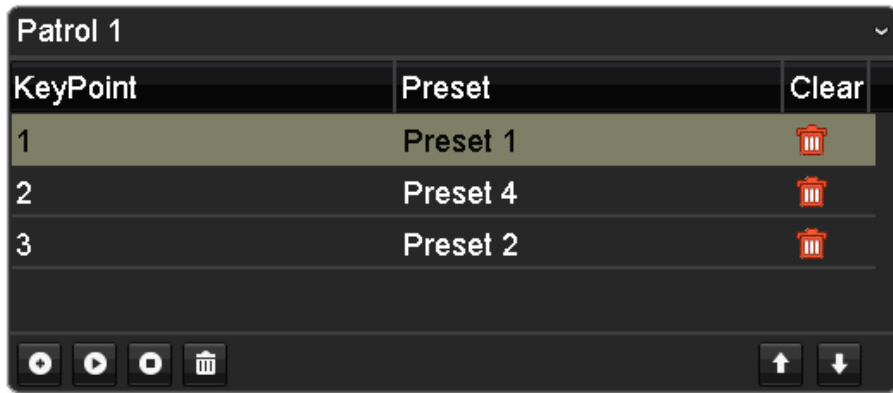 Patrol 1
KeyPoint Preset Clear
1 Preset 1
2 Preset 4
3 Preset 2